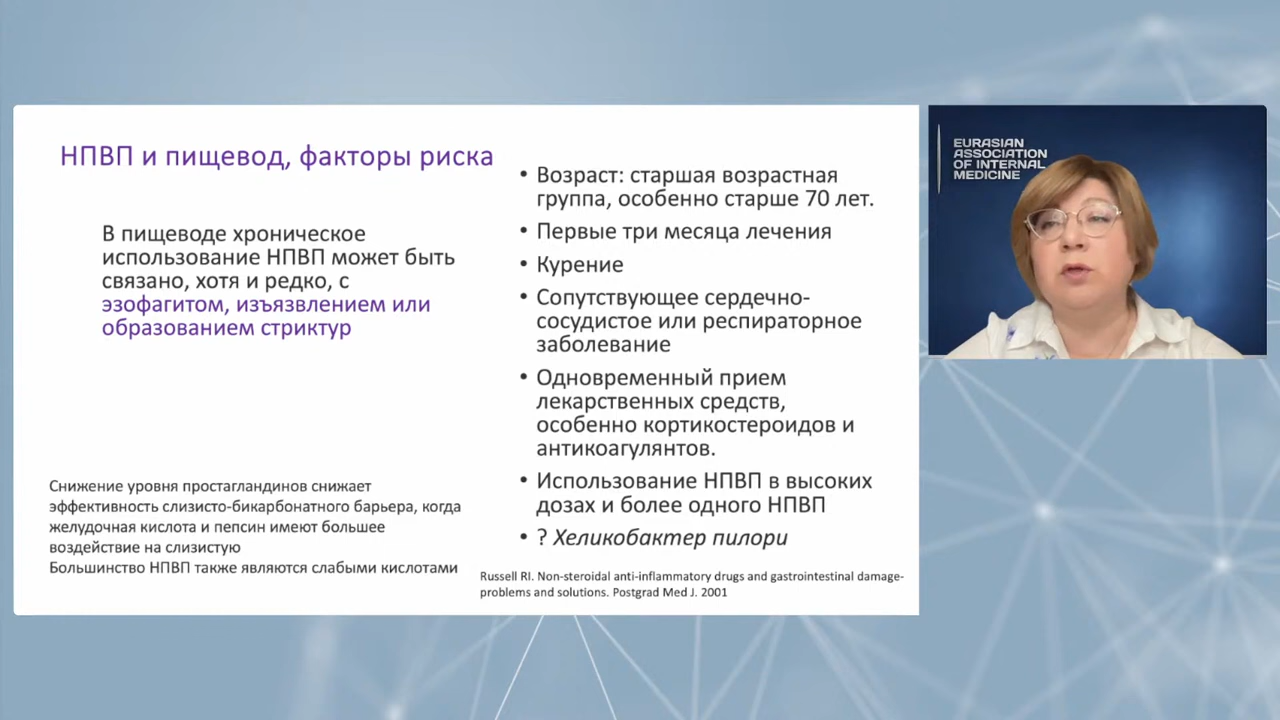 НПВП и пищевод, факторы риска
В пищеводе хроническое
использование НПВП может быть
связано, хотя и редко, с
эзофагитом, изъязвлением или
образованием стриктур
Снижение уровня простагландинов снижает
эффективность слизисто-бикарбонатного барьера, когда
желудочная кислота и пепсин имеют большее
воздействие на слизистую
Большинство НПВП также являются слабыми кислотами
• Возраст: старшая возрастная
группа, особенно старше 70 лет.
• Первые три месяца лечения
• Курение
• Сопутствующее сердечно-
сосудистое или респираторное
заболевание
• Одновременный прием
лекарственных средств,
особенно кортикостероидов и
антикоагулянтов.
• Использование НПВП в высоких
дозах и более одного НПВП
• ? Хеликобактер пилори
Russell RI. Non-steroidal anti-inflammatory drugs and gastrointestinal damage-
problems and solutions. Postgrad Med J. 2001
EURASIAN
ASSOCIATION
OF INTERNAL
MEDICINE